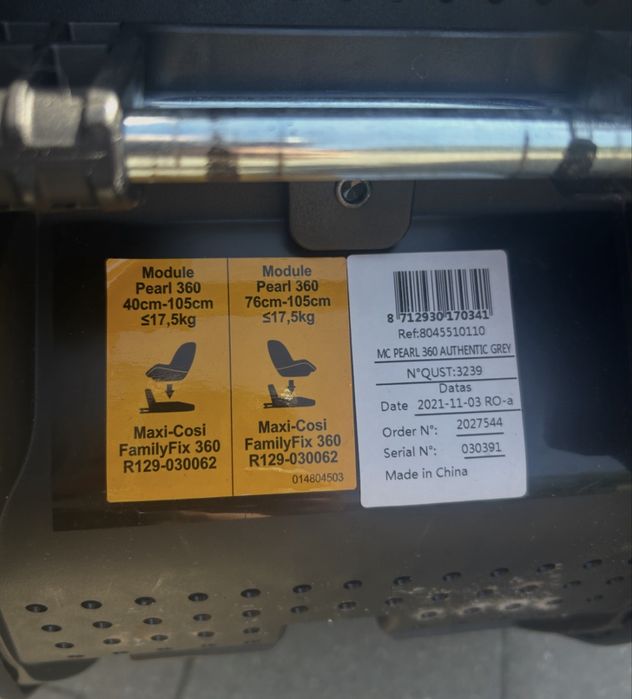 Module
Pearl 360
40cm-105cm
≤17,5kg
Maxi-Cosi
FamilyFix 360
R129-030062
Module
Pearl 360
76cm-105cm
≤17,5kg
Maxi-Cosi
FamilyFix 360
R129-030062
014804503
8 712930 170341
Ref:8045510110
MC PEARL 360 AUTHENTIC GREY
N°QUST:3239
Datas
Date 2021-11-03 RO-a
Order N°: 2027544
Serial N°: 030391
Made in China